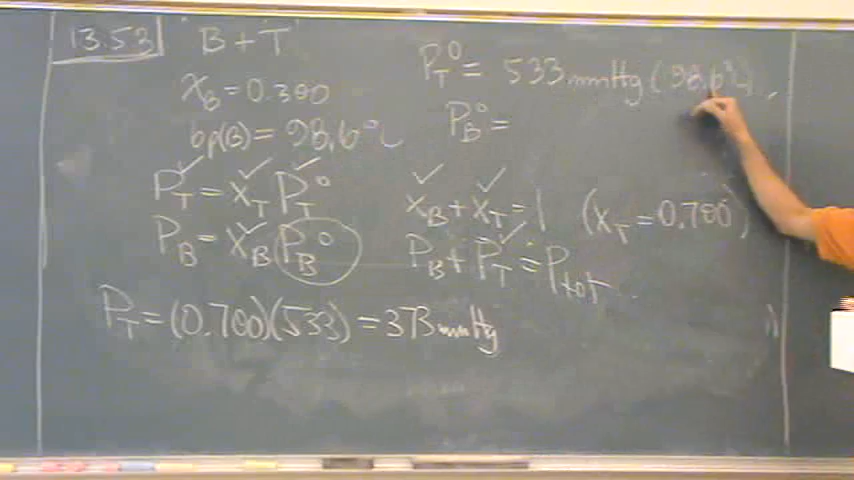 13.53 B + T
X_B = 0.300
bp(B) = 98.6°C
P_T° = 533 mmHg (98.6°C)
P_B° =
P_T = X_T P_T°
P_B = X_B P_B°
X_B + X_T = 1 (X_T = 0.700)
P_B + P_T = P_tot
P_T = (0.700)(533) = 373 mmHg